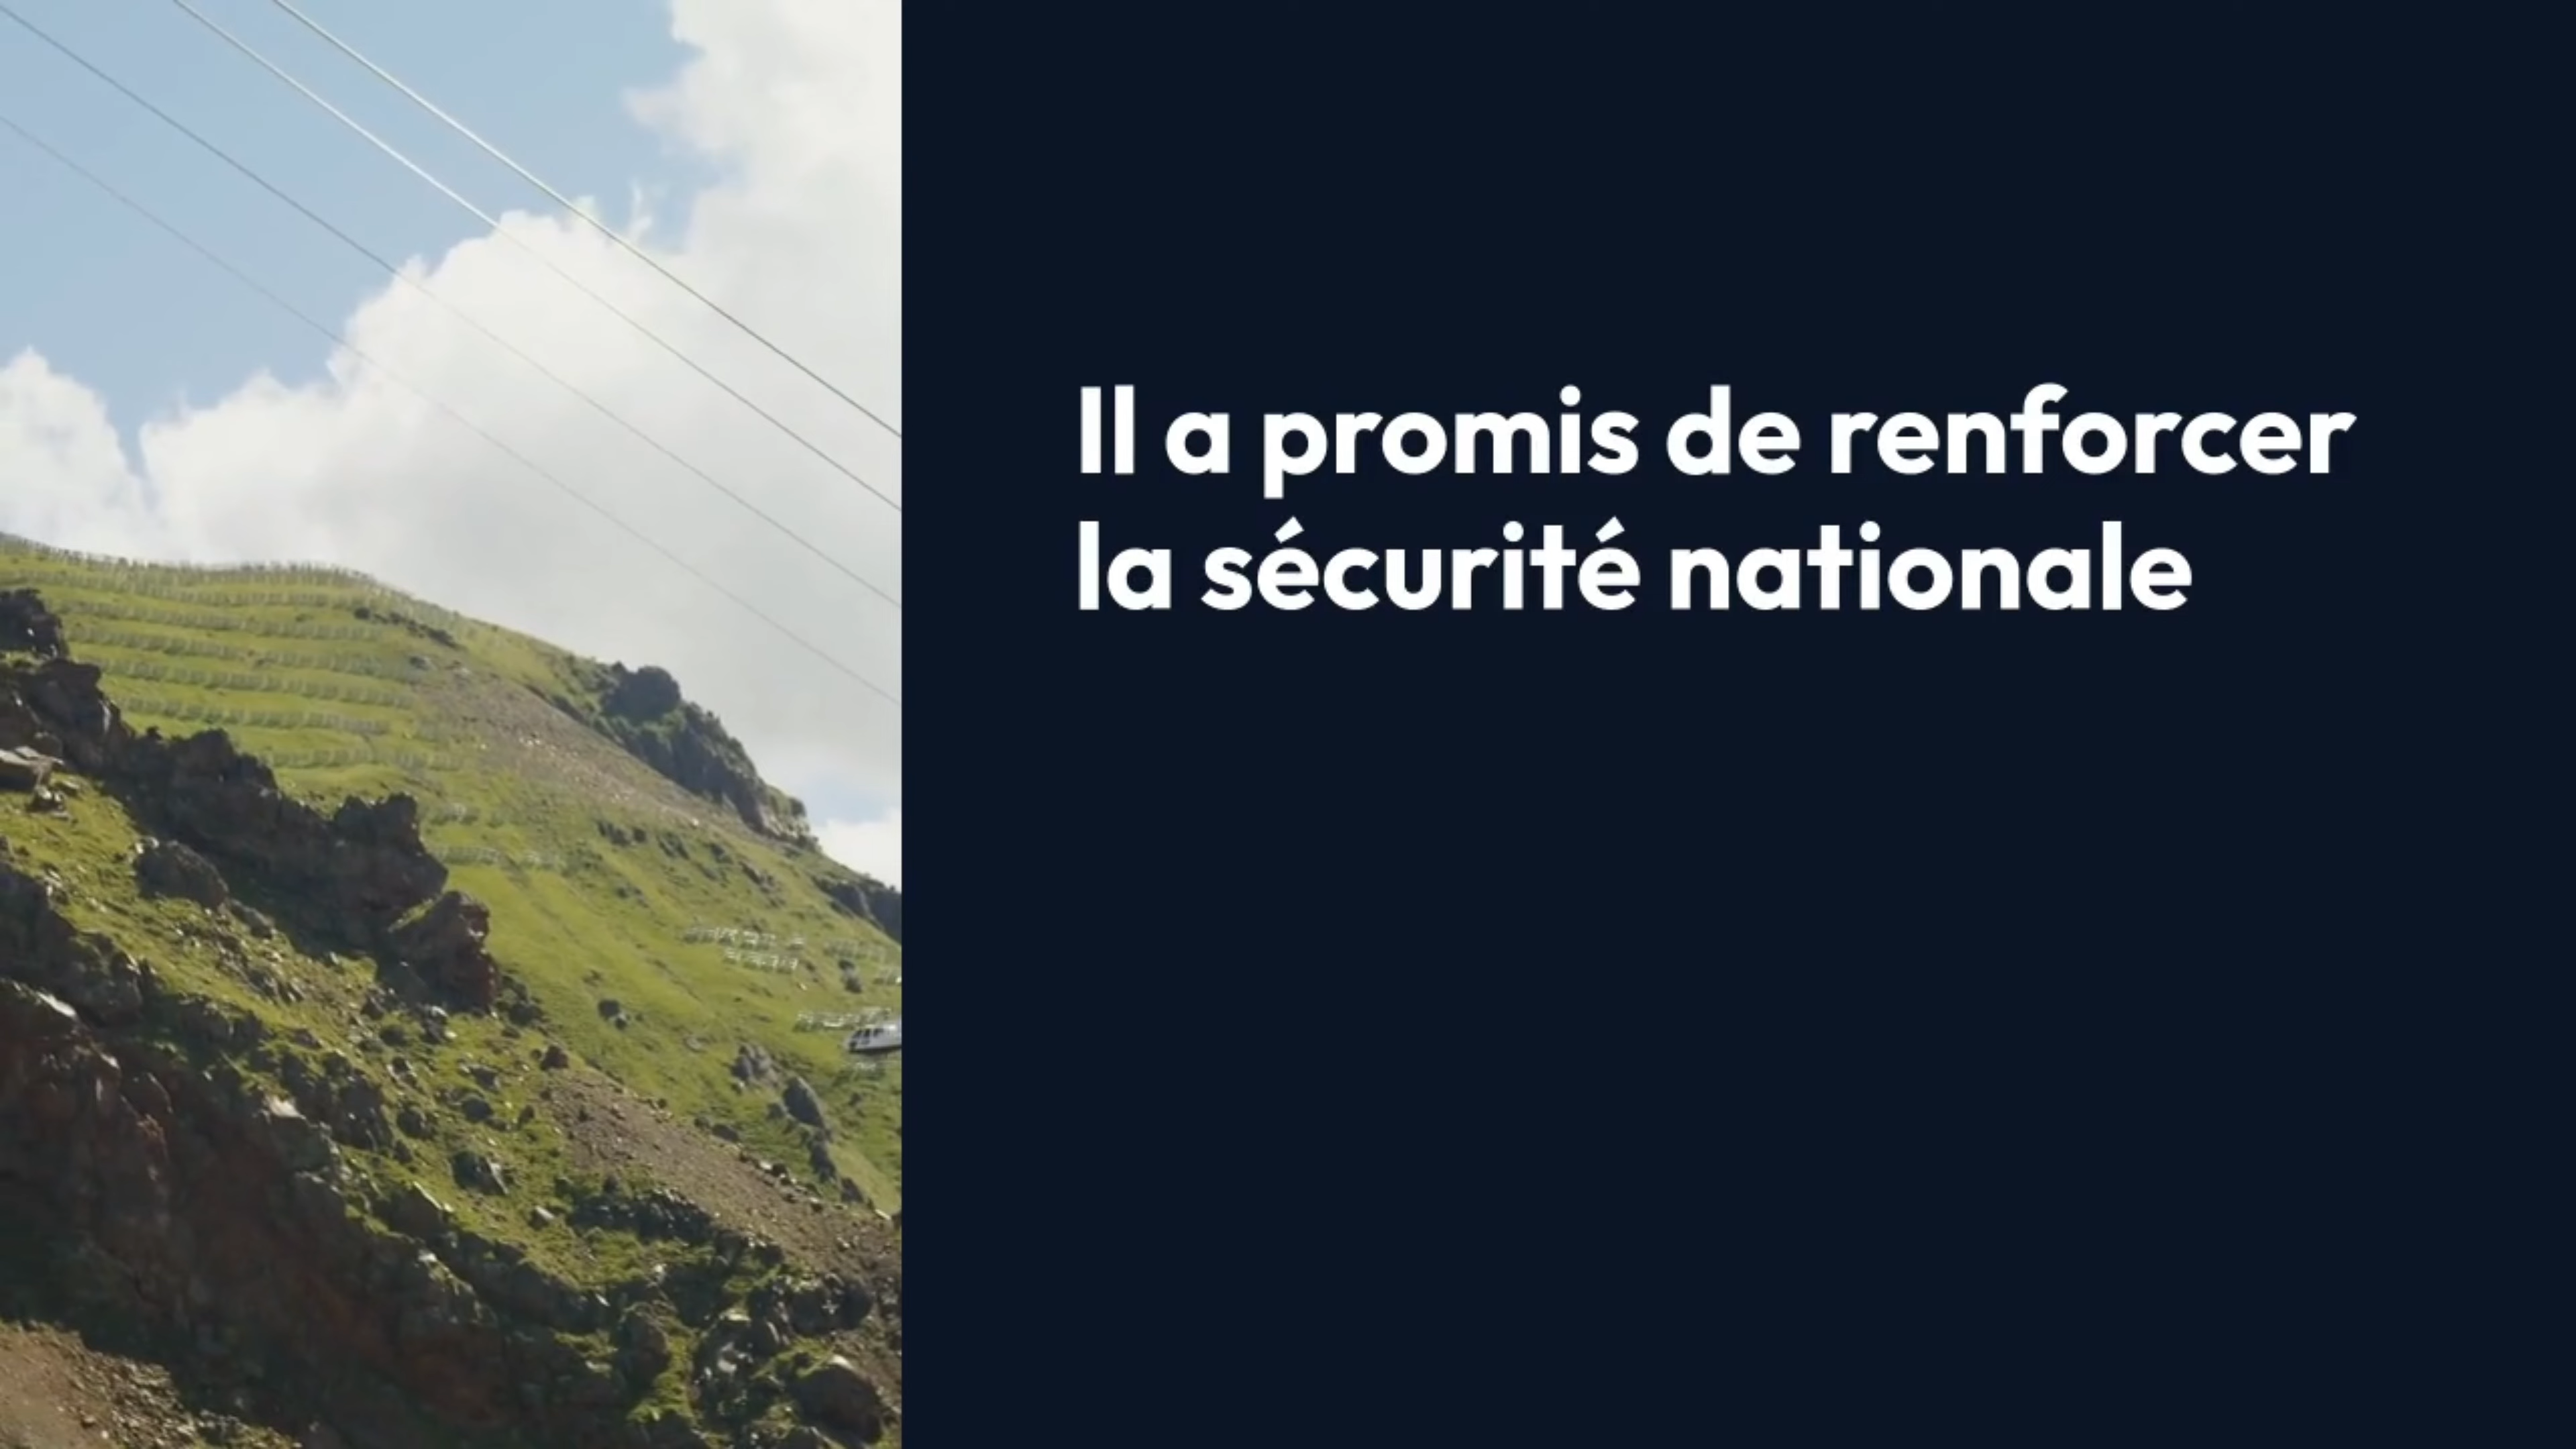 Il a promis de renforcer
la sécurité nationale